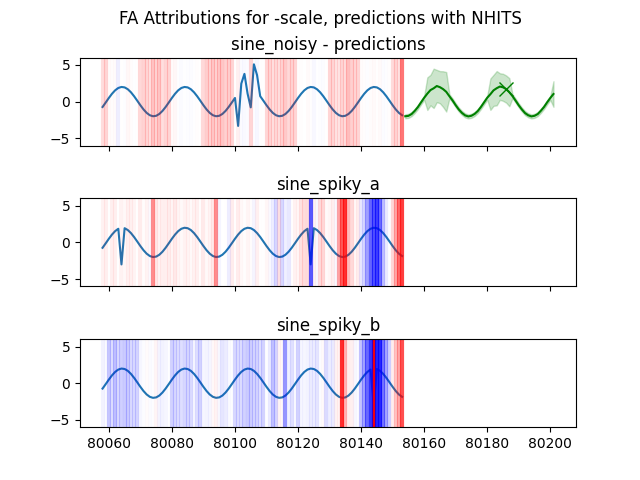 FA Attributions for -scale, predictions with NHITS
sine_noisy - predictions
5
0
−5
sine_spiky_a
5
0
−5
sine_spiky_b
5
0
−5
80060 80080 80100 80120 80140 80160 80180 80200